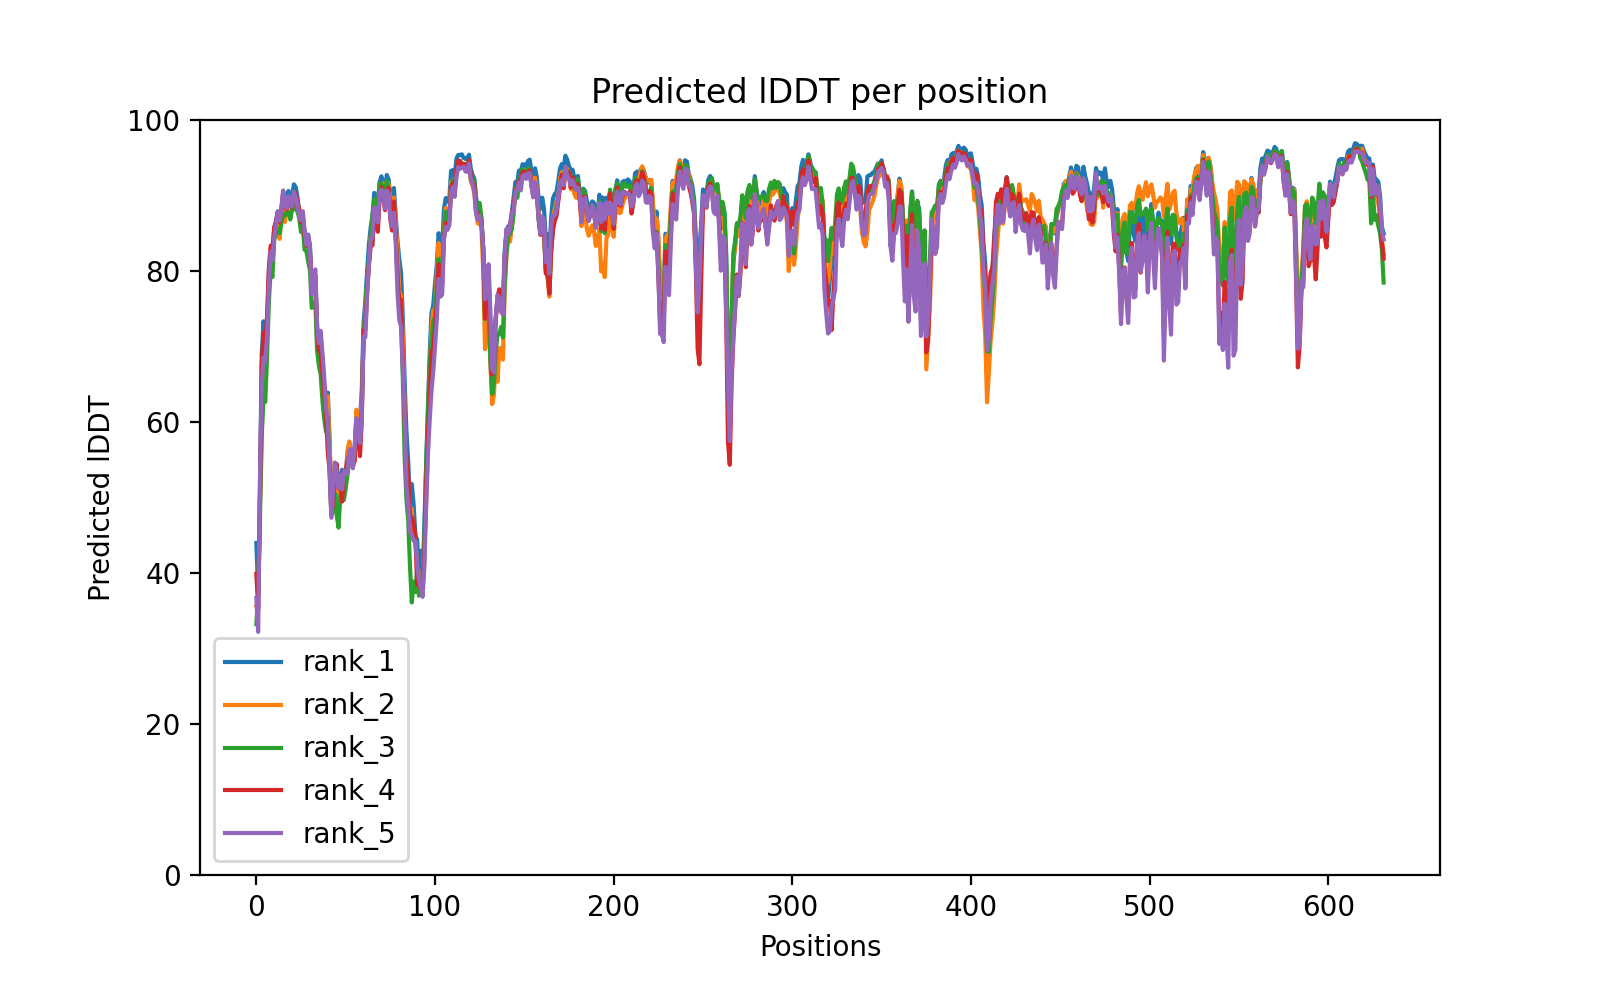 Predicted lDDT per position
100
80
60
40
20
0
Predicted lDDT
rank_1
rank_2
rank_3
rank_4
rank_5
0 100 200 300 400 500 600
Positions